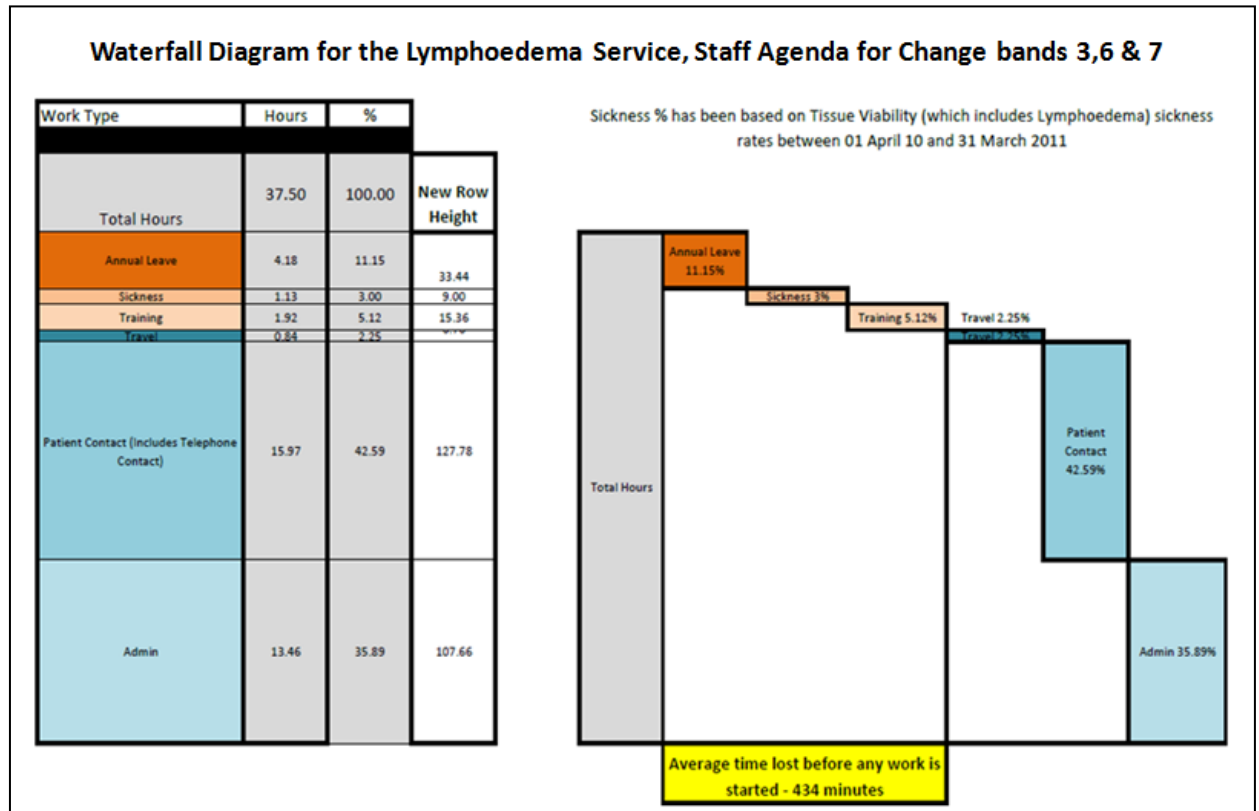 Waterfall Diagram for the Lymphoedema Service, Staff Agenda for Change bands 3,6 & 7
Work Type Hours %
Total Hours 37.50 100.00 New Row
Height
Annual Leave 4.18 11.15 33.44
Sickness 1.13 3.00 9.00
Training 1.92 5.12 15.36
Travel 0.84 2.25
Patient Contact (Includes Telephone
Contact) 15.97 42.59 127.78
Admin 13.46 35.89 107.66
Sickness % has been based on Tissue Viability (which includes Lymphoedema) sickness
rates between 01 April 10 and 31 March 2011
Total Hours
Annual Leave
11.15%
Sickness 3%
Training 5.12%
Travel 2.25%
Travel 2.25%
Patient
Contact
42.59%
Admin 35.89%
Average time lost before any work is
started - 434 minutes